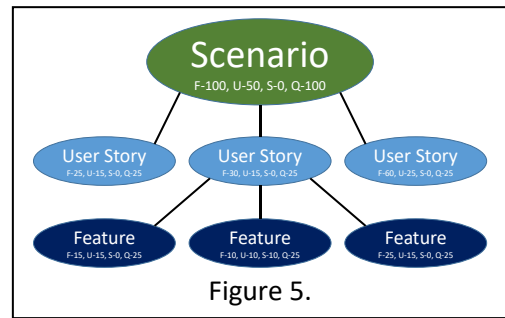 Scenario
F-100, U-50, S-0, Q-100
User Story
F-25, U-15, S-0, Q-25
User Story
F-30, U-15, S-0, Q-25
User Story
F-60, U-25, S-0, Q-25
Feature
F-15, U-15, S-0, Q-25
Feature
F-10, U-10, S-10, Q-25
Feature
F-25, U-15, S-0, Q-25
Figure 5.